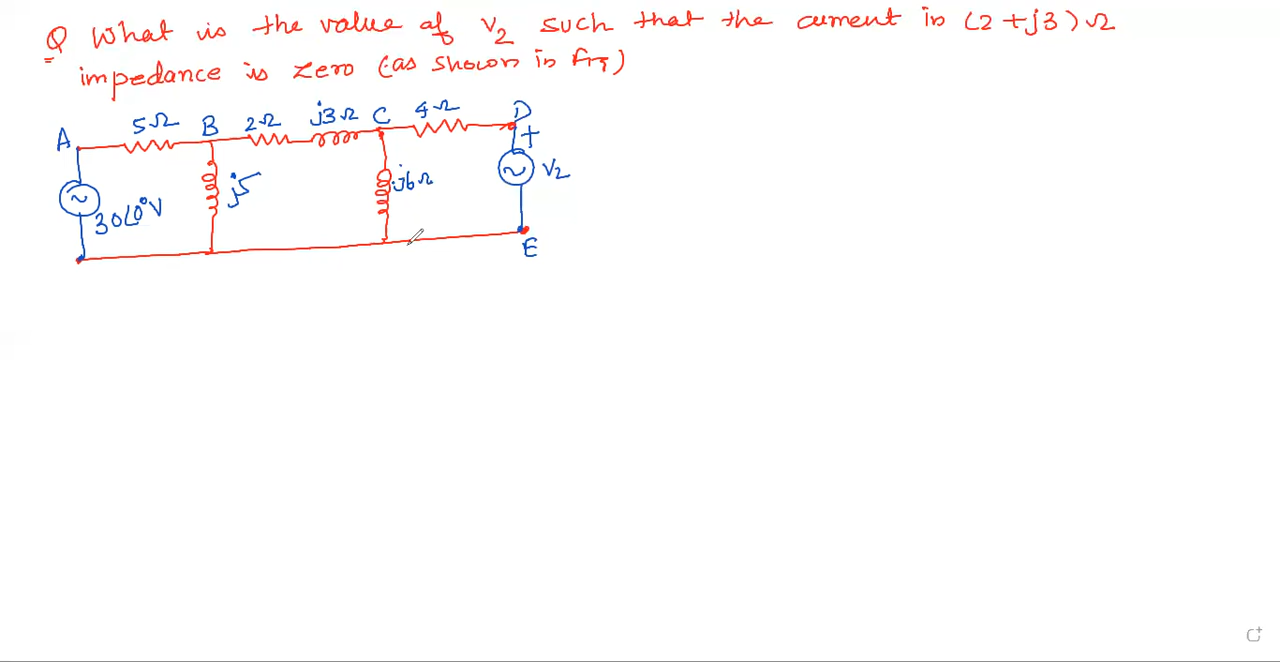 Q What is the value of V2 such that the current in (2+j3)Ω
impedance is zero (as shown in fig)
A 5Ω B 2Ω j3Ω C 4Ω D
+
30∠0°V j5 j6Ω V2
E